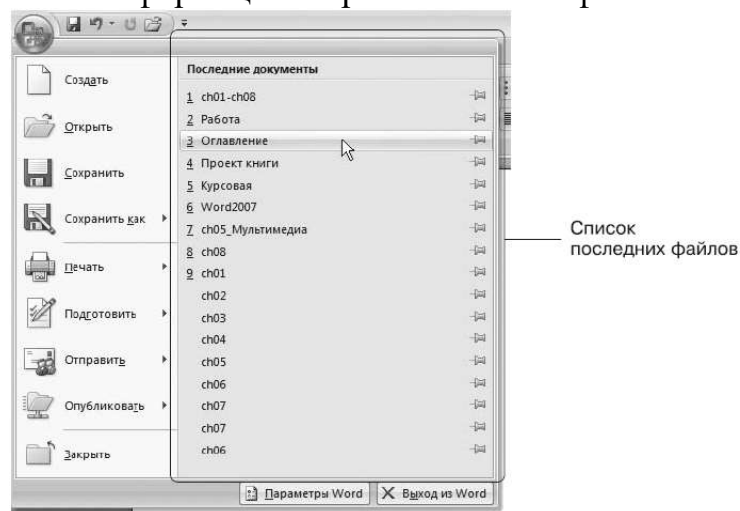 Создать
Открыть
Сохранить
Сохранить как
Печать
Подготовить
Отправить
Опубликовать
Закрыть
Последние документы
1 ch01-ch08
2 Работа
3 Оглавление
4 Проект книги
5 Курсовая
6 Word2007
7 ch05_Мультимедиа
8 ch08
9 ch01
ch02
ch03
ch04
ch05
ch06
ch07
ch07
ch06
Параметры Word
Выход из Word
Список
последних файлов